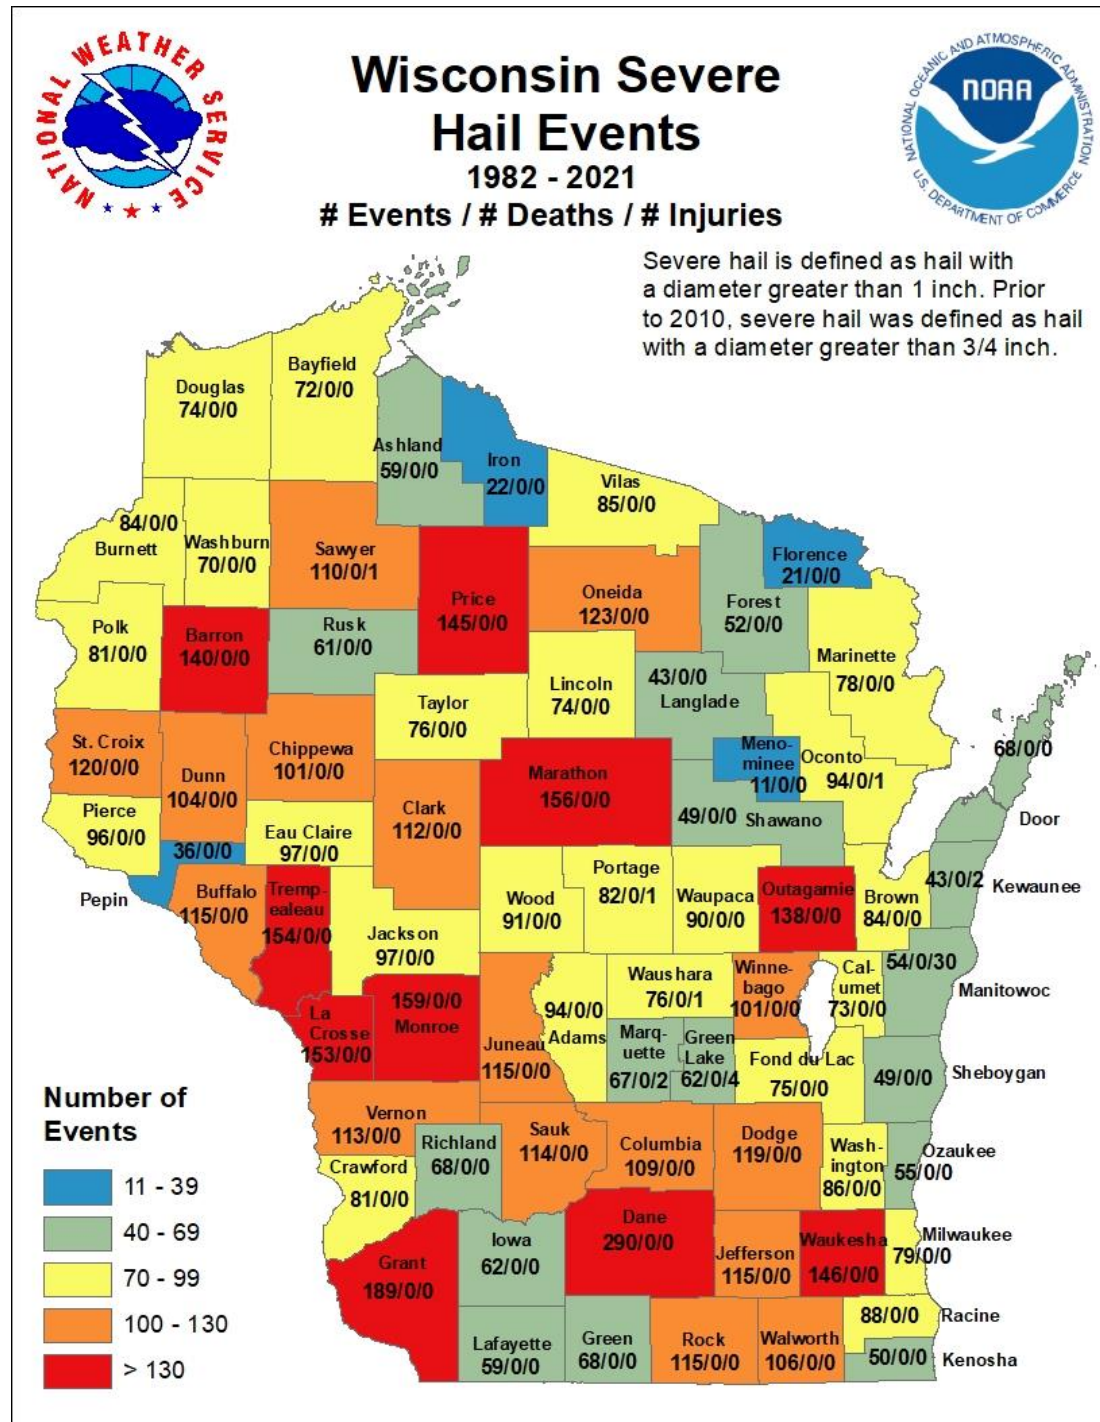 NATIONAL WEATHER SERVICE
Wisconsin Severe
Hail Events
1982 - 2021
# Events / # Deaths / # Injuries
NATIONAL OCEANIC AND ATMOSPHERIC ADMINISTRATION
NOAA
U.S. DEPARTMENT OF COMMERCE
Severe hail is defined as hail with
a diameter greater than 1 inch. Prior
to 2010, severe hail was defined as hail
with a diameter greater than 3/4 inch.
Douglas
74/0/0
Bayfield
72/0/0
Ashland
59/0/0
Iron
22/0/0
Vilas
85/0/0
84/0/0
Burnett
Washburn
70/0/0
Sawyer
110/0/1
Price
145/0/0
Oneida
123/0/0
Forest
52/0/0
Florence
21/0/0
Marinette
78/0/0
Polk
81/0/0
Barron
140/0/0
Rusk
61/0/0
Taylor
76/0/0
Lincoln
74/0/0
43/0/0
Langlade
Meno-
minee
11/0/0
Oconto
94/0/1
68/0/0
Door
St. Croix
120/0/0
Dunn
104/0/0
Chippewa
101/0/0
Clark
112/0/0
Marathon
156/0/0
49/0/0
Shawano
Pierce
96/0/0
36/0/0
Pepin
Eau Claire
97/0/0
Buffalo
115/0/0
Tremp-
ealeau
154/0/0
Jackson
97/0/0
Wood
91/0/0
Portage
82/0/1
Waupaca
90/0/0
Outagamie
138/0/0
Brown
84/0/0
43/0/2
Kewaunee
La
Crosse
153/0/0
159/0/0
Monroe
Juneau
115/0/0
94/0/0
Adams
Waushara
76/0/1
Winne-
bago
101/0/0
Cal-
umet
73/0/0
54/0/30
Manitowoc
Marq-
uette
67/0/2
Green
Lake
62/0/4
Fond du Lac
75/0/0
49/0/0
Sheboygan
Vernon
113/0/0
Richland
68/0/0
Sauk
114/0/0
Columbia
109/0/0
Dodge
119/0/0
Wash-
ington
86/0/0
Ozaukee
55/0/0
Crawford
81/0/0
Grant
189/0/0
Iowa
62/0/0
Dane
290/0/0
Jefferson
115/0/0
Waukesha
146/0/0
Milwaukee
79/0/0
Lafayette
59/0/0
Green
68/0/0
Rock
115/0/0
Walworth
106/0/0
88/0/0
Racine
50/0/0
Kenosha
Number of
Events
11 - 39
40 - 69
70 - 99
100 - 130
> 130